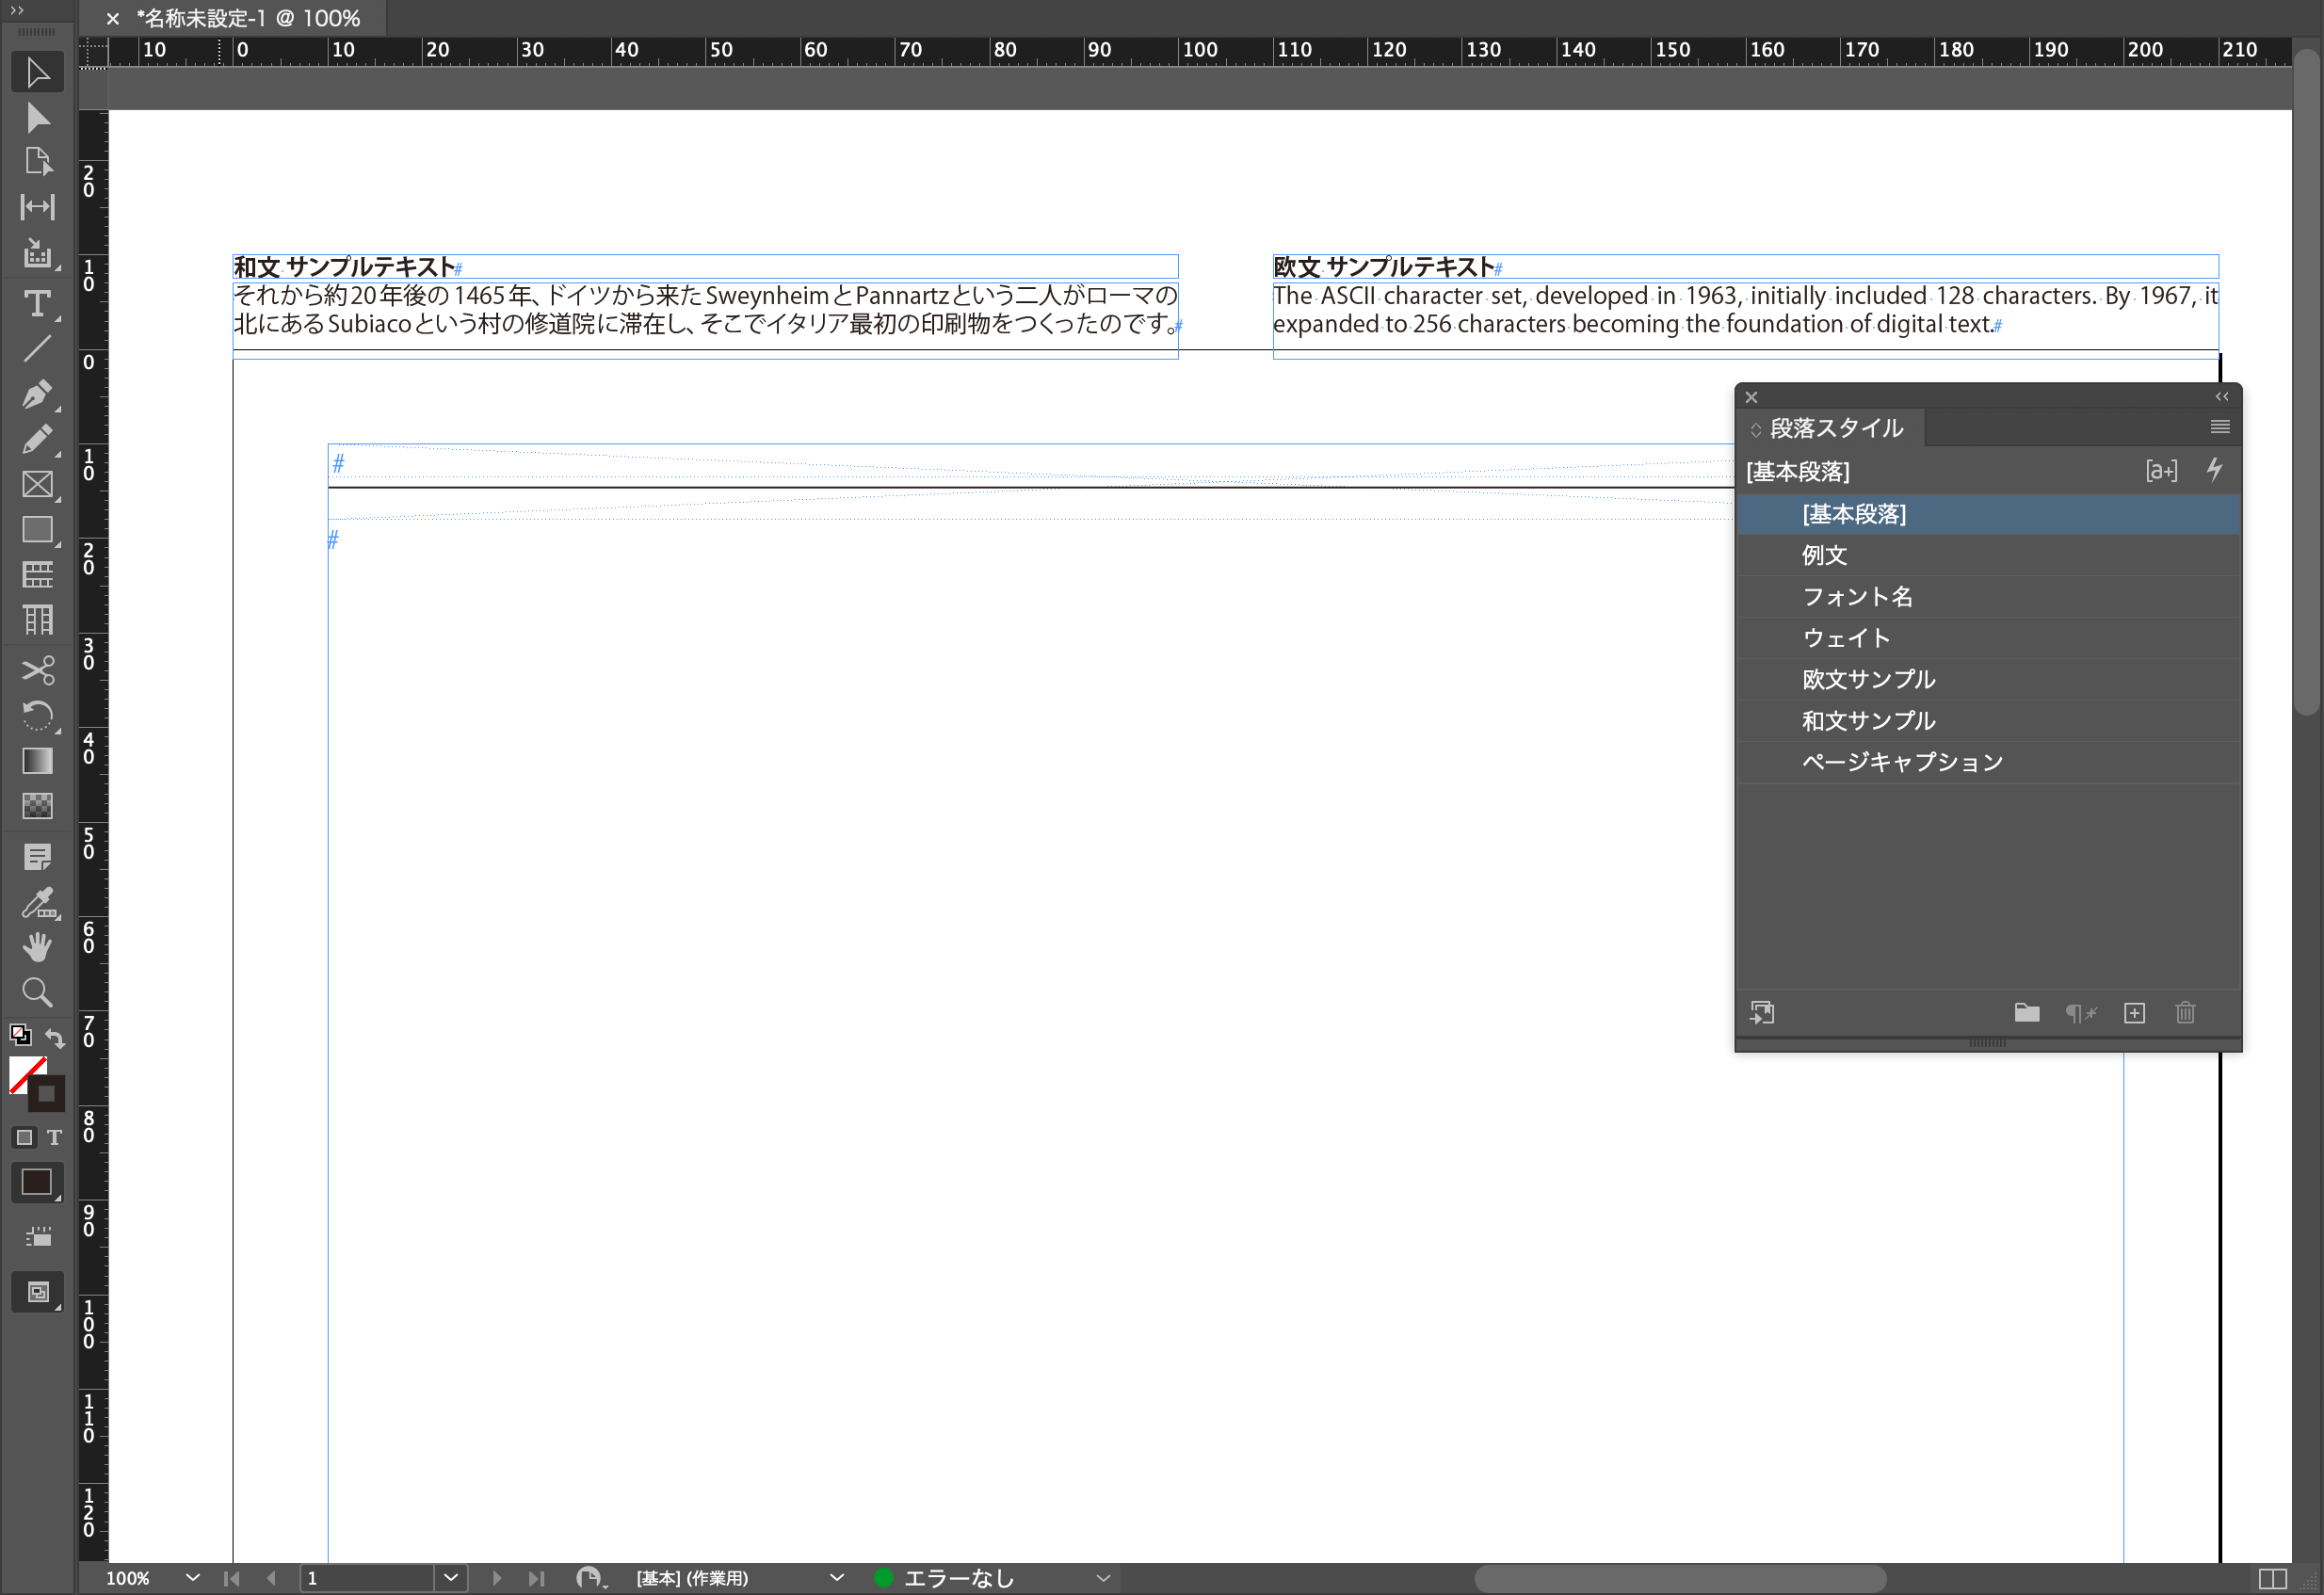 *名称未設定-1 @ 100%
10 0 10 20 30 40 50 60 70 80 90 100 110 120 130 140 150 160 170 180 190 200 210
20
10
0
10
20
30
40
50
60
70
80
90
100
110
120
和文 サンプルテキスト#
それから約20年後の1465年、ドイツから来たSweynheimとPannartzという二人がローマの
北にあるSubiacoという村の修道院に滞在し、そこでイタリア最初の印刷物をつくったのです。#
欧文 サンプルテキスト#
The ASCII character set, developed in 1963, initially included 128 characters. By 1967, it
expanded to 256 characters becoming the foundation of digital text.#
#
#
段落スタイル
[基本段落]
[a+]
[基本段落]
例文
フォント名
ウェイト
欧文サンプル
和文サンプル
ページキャプション
100%
1
[基本] (作業用)
エラーなし